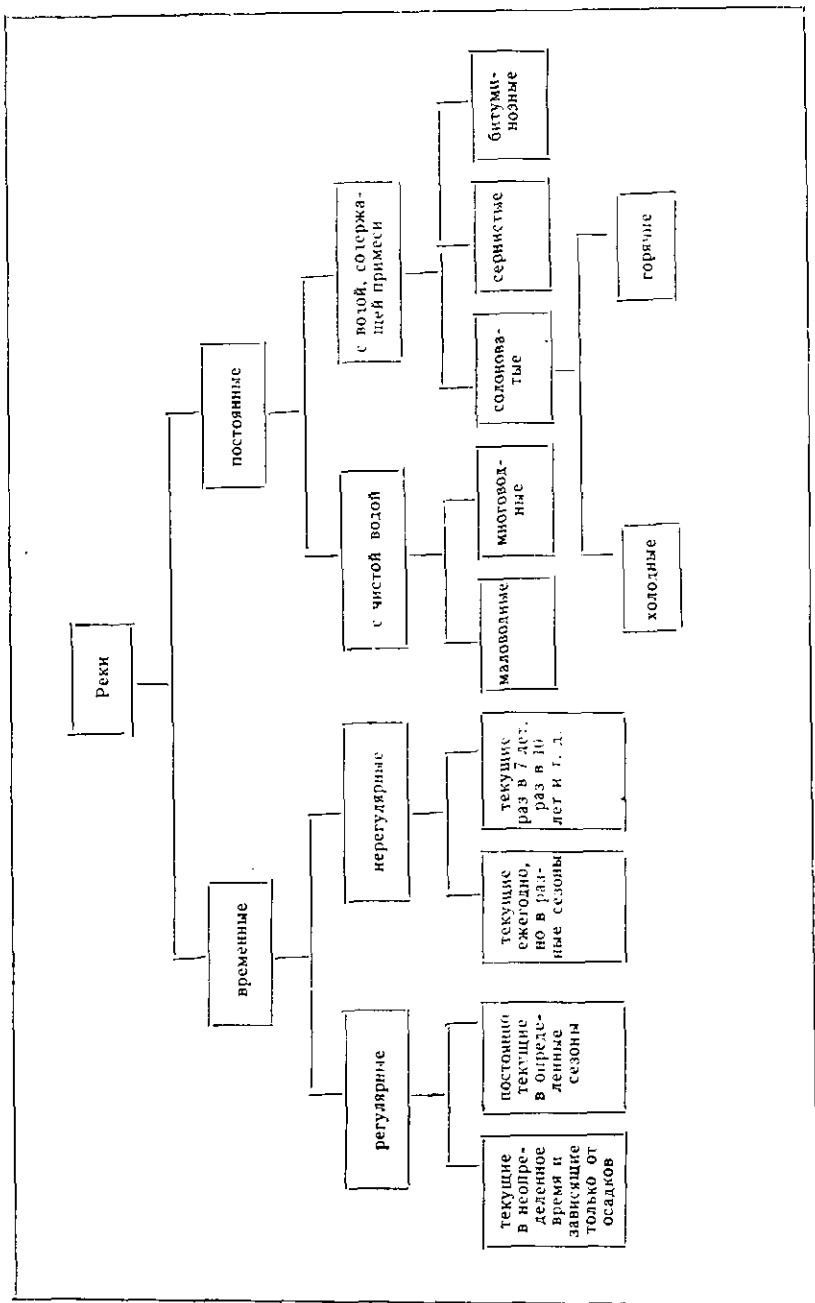 Реки
временные
постоянные
регулярные
нерегулярные
с чистой водой
с водой, содержа-
щей примеси
текущие
в неопре-
деленное
время и
зависящие
только от
осадков
постоянно
текущие
в опреде-
ленные
сезоны
текущие
ежегодно,
но в раз-
ные сезоны
текущие
раз в 7 лет,
раз в 10
лет и т. д.
маловодные
многовод-
ные
солонова-
тые
сернистые
битуми-
нозные
холодные
горячие